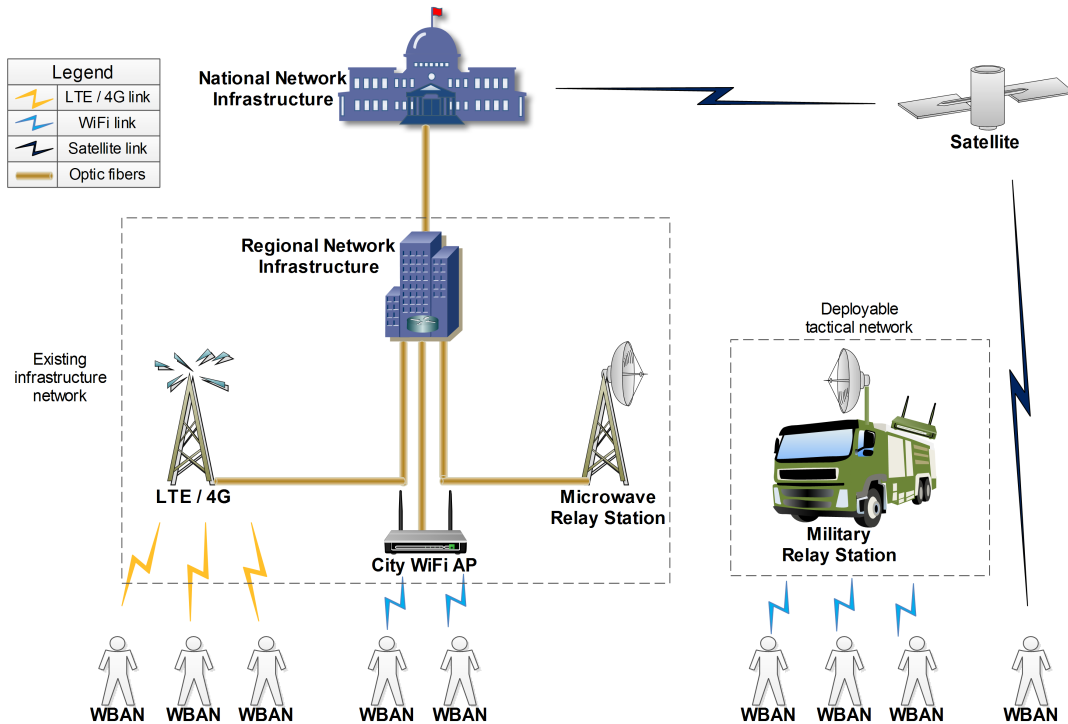 National Network
Infrastructure
Legend
LTE / 4G link
WiFi link
Satellite link
Optic fibers
Satellite
Regional Network
Infrastructure
Deployable
tactical network
Existing
infrastructure
network
LTE / 4G
Microwave
Relay Station
City WiFi AP
Military
Relay Station
WBAN
WBAN
WBAN
WBAN
WBAN
WBAN
WBAN
WBAN
WBAN